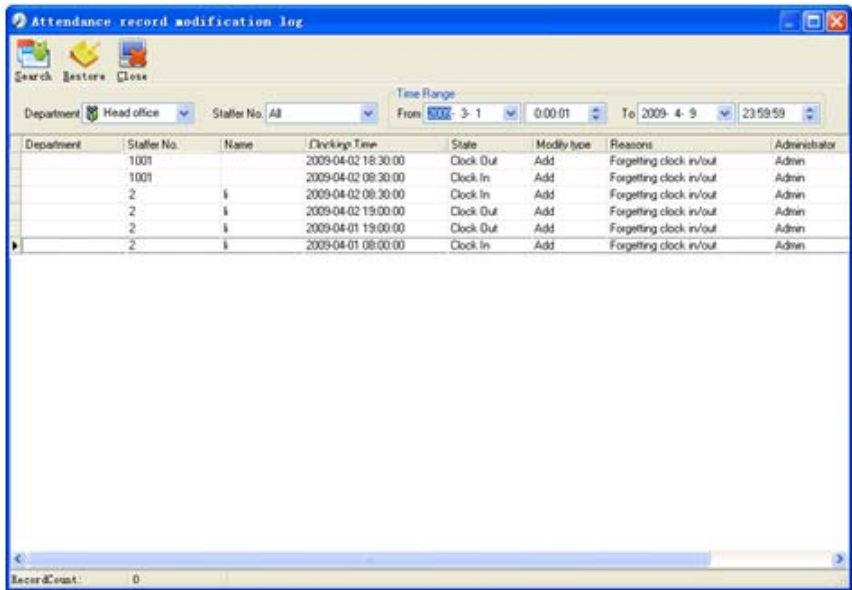 Attendance record modification log
Search Restore Close
Time Range
Department Head office Staffer No. All From 2009- 3- 1 0:00:01 To 2009- 4- 9 23:59:59
Department Staffer No. Name Clocking Time State Modify type Reasons Administrator
1001 2009-04-02 18:30:00 Clock Out Add Forgetting clock in/out Admin
1001 2009-04-02 08:30:00 Clock In Add Forgetting clock in/out Admin
2 li 2009-04-02 08:30:00 Clock In Add Forgetting clock in/out Admin
2 li 2009-04-02 19:00:00 Clock Out Add Forgetting clock in/out Admin
2 li 2009-04-01 19:00:00 Clock Out Add Forgetting clock in/out Admin
2 li 2009-04-01 08:00:00 Clock In Add Forgetting clock in/out Admin
RecordCount: 0